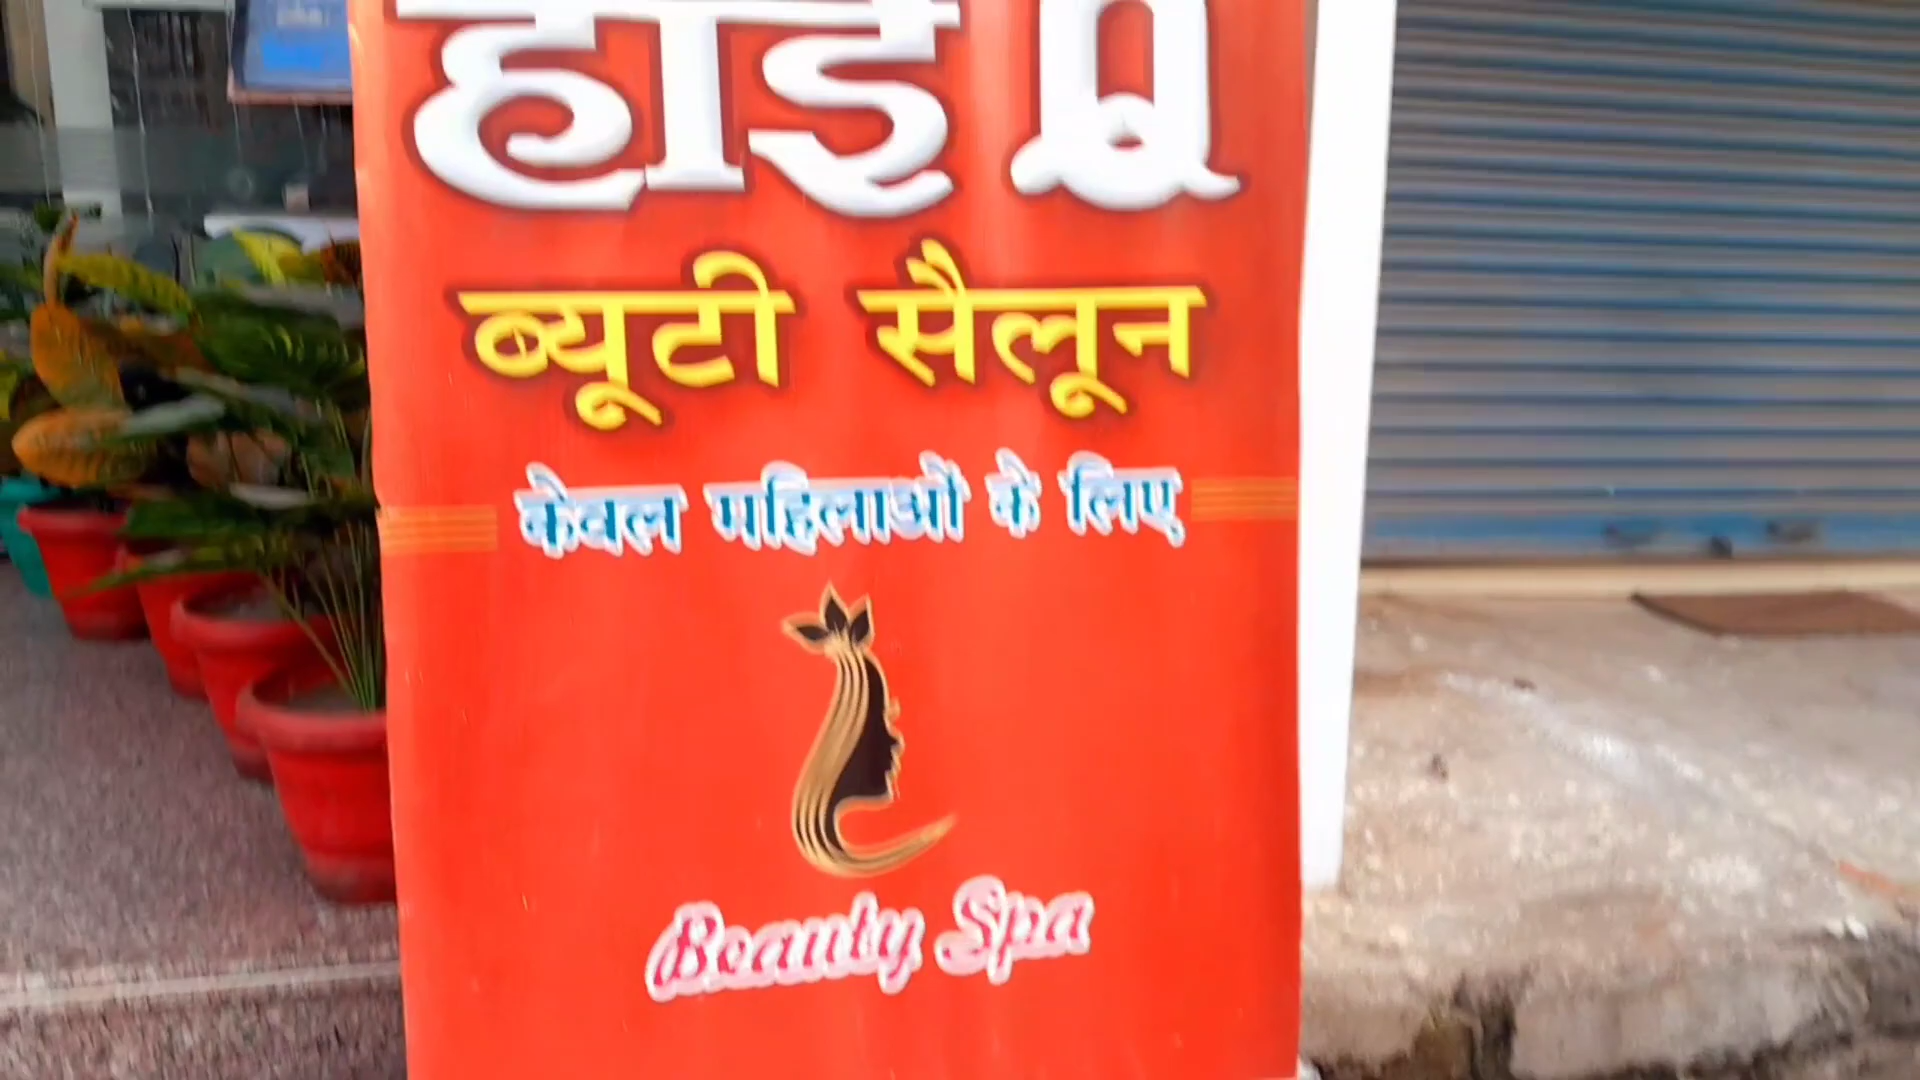 हाई
ब्यूटी सैलून
केवल महिलाओं के लिए
Beauty Spa